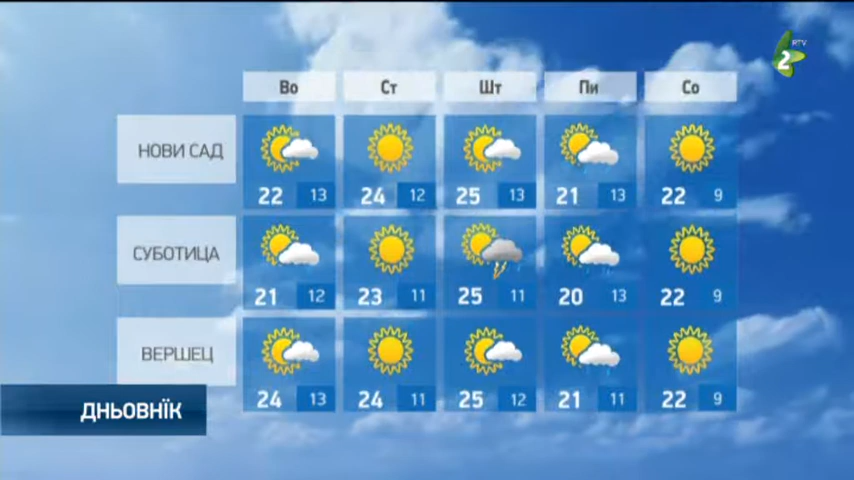 RTV
2
Во Ст Шт Пи Со
НОВИ САД
22 13 24 12 25 13 21 13 22 9
СУБОТИЦА
21 12 23 11 25 11 20 13 22 9
ВЕРШЕЦ
24 13 24 11 25 12 21 11 22 9
ДНЬОВНЇК